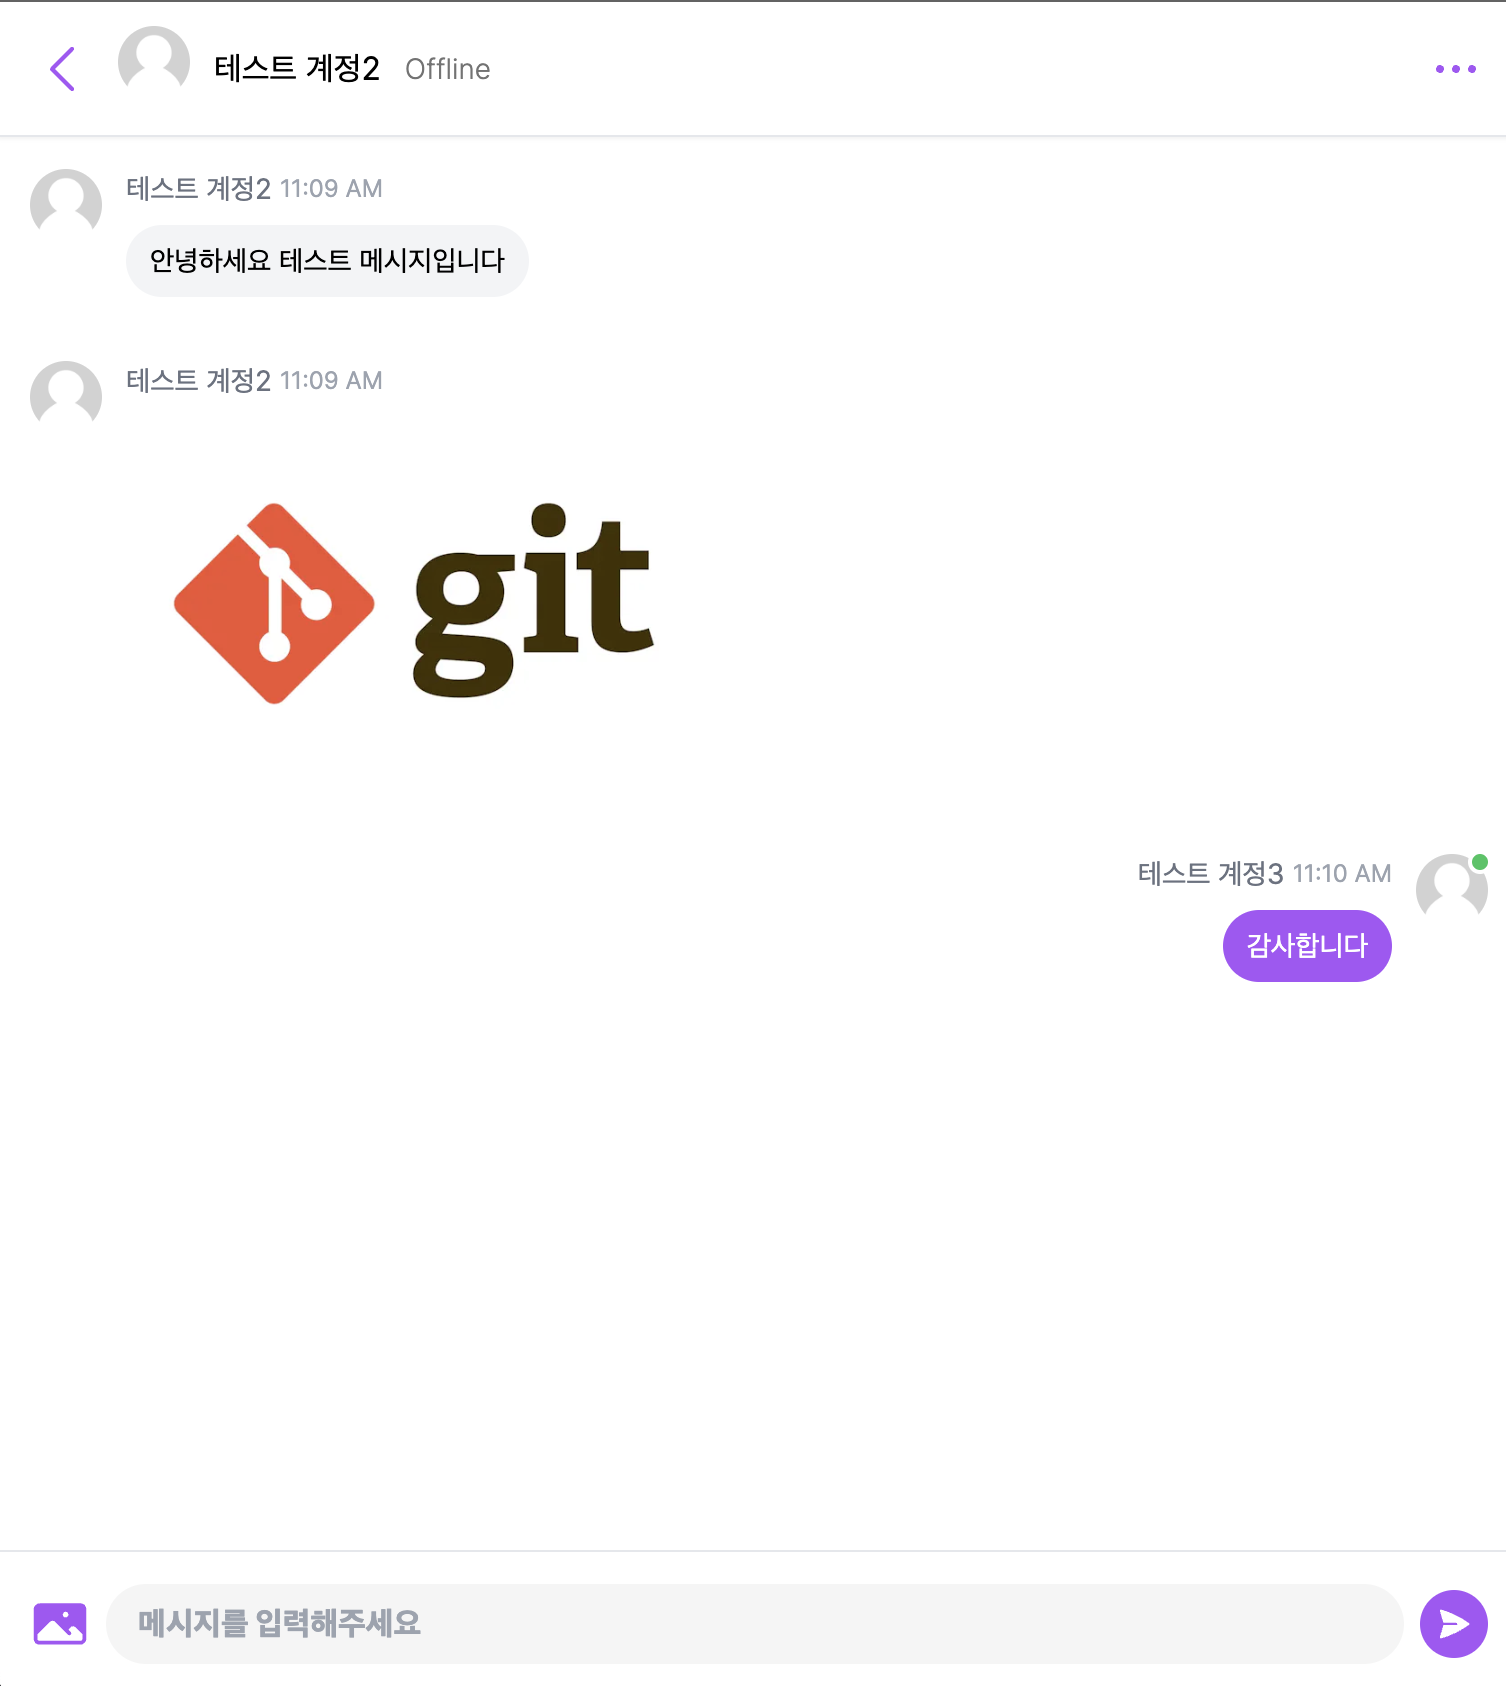 테스트 계정2 Offline
테스트 계정2 11:09 AM
안녕하세요 테스트 메시지입니다
테스트 계정2 11:09 AM
git
테스트 계정3 11:10 AM
감사합니다
메시지를 입력해주세요